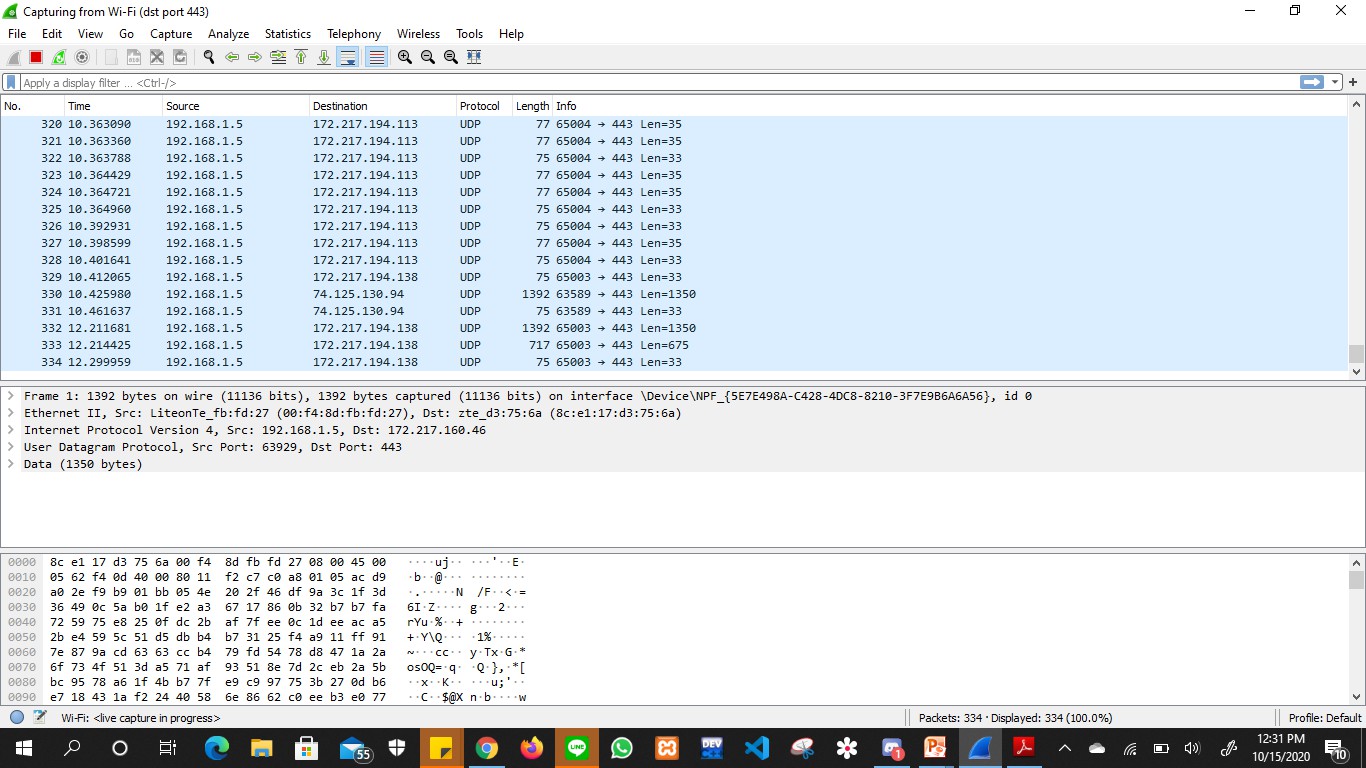 Capturing from Wi-Fi (dst port 443)
File Edit View Go Capture Analyze Statistics Telephony Wireless Tools Help
Apply a display filter ... <Ctrl-/>
No. Time Source Destination Protocol Length Info
320 10.363090 192.168.1.5 172.217.194.113 UDP 77 65004 → 443 Len=35
321 10.363360 192.168.1.5 172.217.194.113 UDP 77 65004 → 443 Len=35
322 10.363788 192.168.1.5 172.217.194.113 UDP 75 65004 → 443 Len=33
323 10.364429 192.168.1.5 172.217.194.113 UDP 77 65004 → 443 Len=35
324 10.364721 192.168.1.5 172.217.194.113 UDP 77 65004 → 443 Len=35
325 10.364960 192.168.1.5 172.217.194.113 UDP 75 65004 → 443 Len=33
326 10.392931 192.168.1.5 172.217.194.113 UDP 75 65004 → 443 Len=33
327 10.398599 192.168.1.5 172.217.194.113 UDP 77 65004 → 443 Len=35
328 10.401641 192.168.1.5 172.217.194.113 UDP 75 65004 → 443 Len=33
329 10.412065 192.168.1.5 172.217.194.138 UDP 75 65003 → 443 Len=33
330 10.425980 192.168.1.5 74.125.130.94 UDP 1392 63589 → 443 Len=1350
331 10.461637 192.168.1.5 74.125.130.94 UDP 75 63589 → 443 Len=33
332 12.211681 192.168.1.5 172.217.194.138 UDP 1392 65003 → 443 Len=1350
333 12.214425 192.168.1.5 172.217.194.138 UDP 717 65003 → 443 Len=675
334 12.299959 192.168.1.5 172.217.194.138 UDP 75 65003 → 443 Len=33
Frame 1: 1392 bytes on wire (11136 bits), 1392 bytes captured (11136 bits) on interface \Device\NPF_{5E7E498A-C428-4DC8-8210-3F7E9B6A6A56}, id 0
Ethernet II, Src: LiteonTe_fb:fd:27 (00:f4:8d:fb:fd:27), Dst: zte_d3:75:6a (8c:e1:17:d3:75:6a)
Internet Protocol Version 4, Src: 192.168.1.5, Dst: 172.217.160.46
User Datagram Protocol, Src Port: 63929, Dst Port: 443
Data (1350 bytes)
0000 8c e1 17 d3 75 6a 00 f4 8d fb fd 27 08 00 45 00 ····uj·· ···'··E·
0010 05 62 f4 0d 40 00 80 11 f2 c7 c0 a8 01 05 ac d9 ·b··@··· ········
0020 a0 2e f9 b9 01 bb 05 4e 20 2f 46 df 9a 3c 1f 3d ·.·····N /F··<·=
0030 36 49 0c 5a b0 1f e2 a3 67 17 86 0b 32 b7 b7 fa 6I·Z···· g···2···
0040 72 59 75 e8 25 0f dc 2b af 7f ee 0c 1d ee ac a5 rYu·%··+ ········
0050 2b e4 59 5c 51 d5 db b4 b7 31 25 f4 a9 11 ff 91 +·Y\Q··· ·1%·····
0060 7e 87 9a cd 63 63 cc b4 79 fd 54 78 d8 47 1a 2a ~···cc·· y·Tx·G·*
0070 6f 73 4f 51 3d a5 71 af 93 51 8e 7d 2c eb 2a 5b osOQ=·q· ·Q·},·*[
0080 bc 95 78 a6 1f 4b b7 7f e9 c9 97 75 3b 27 0d b6 ··x··K·· ···u;'··
0090 e7 18 43 1a f2 24 40 58 6e 86 62 c0 ee b3 e0 77 ··C··$@X n·b····w
Wi-Fi: <live capture in progress> Packets: 334 · Displayed: 334 (100.0%) Profile: Default
55
DEV
1
12:31 PM
10/15/2020
10